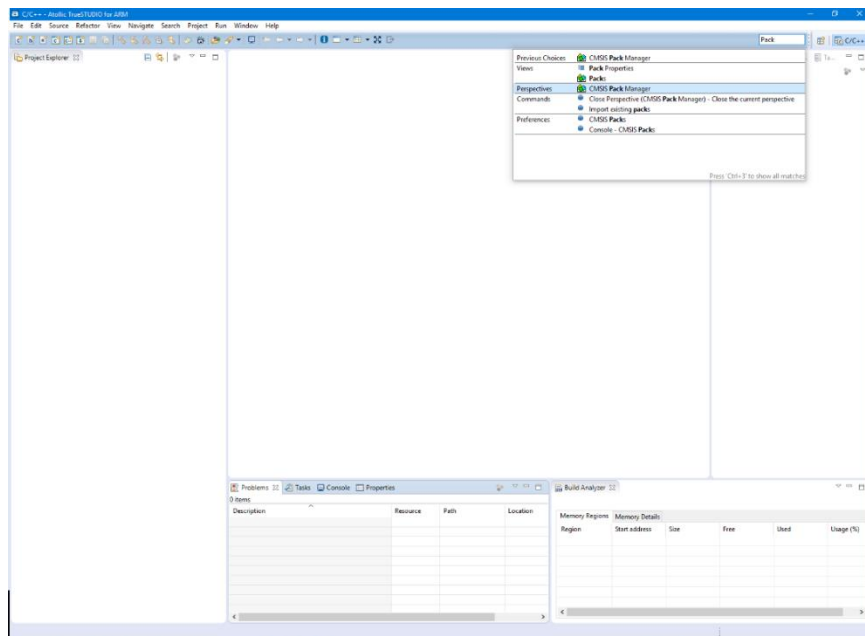 C/C++ - Atollic TrueSTUDIO for ARM
File Edit Source Refactor View Navigate Search Project Run Window Help
Pack
C/C++
Project Explorer
Previous Choices CMSIS Pack Manager
Views Pack Properties
Packs
Perspectives CMSIS Pack Manager
Commands Close Perspective (CMSIS Pack Manager) - Close the current perspective
Import existing packs
Preferences CMSIS Packs
Console - CMSIS Packs
Press 'Ctrl+3' to show all matches
Problems Tasks Console Properties
0 items
Description Resource Path Location
Build Analyzer
Memory Regions Memory Details
Region Start address Size Free Used Usage (%)